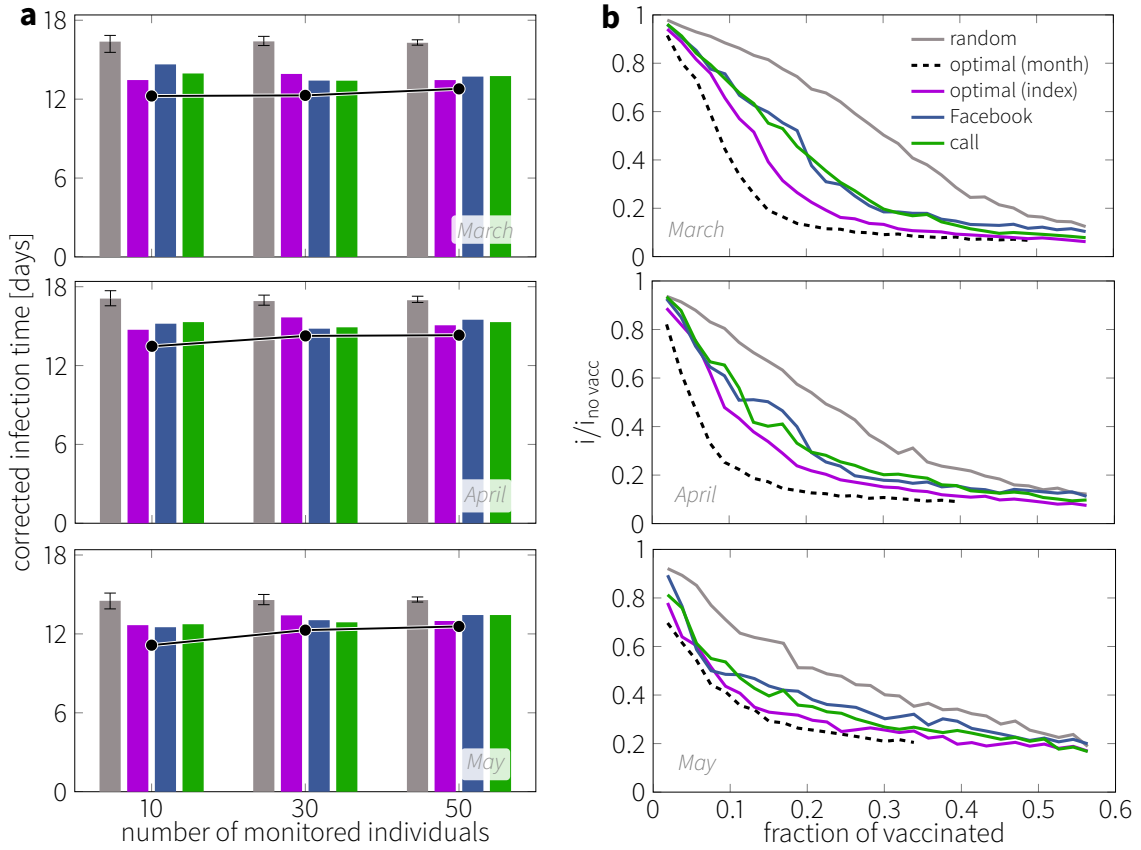 a
corrected infection time [days]
18
12
6
0
March
18
12
6
0
April
18
12
6
0
May
10
30
50
number of monitored individuals
b
i/i no vacc
1
0.8
0.6
0.4
0.2
0
random
optimal (month)
optimal (index)
Facebook
call
March
1
0.8
0.6
0.4
0.2
0
April
1
0.8
0.6
0.4
0.2
0
May
0 0.1 0.2 0.3 0.4 0.5 0.6
fraction of vaccinated